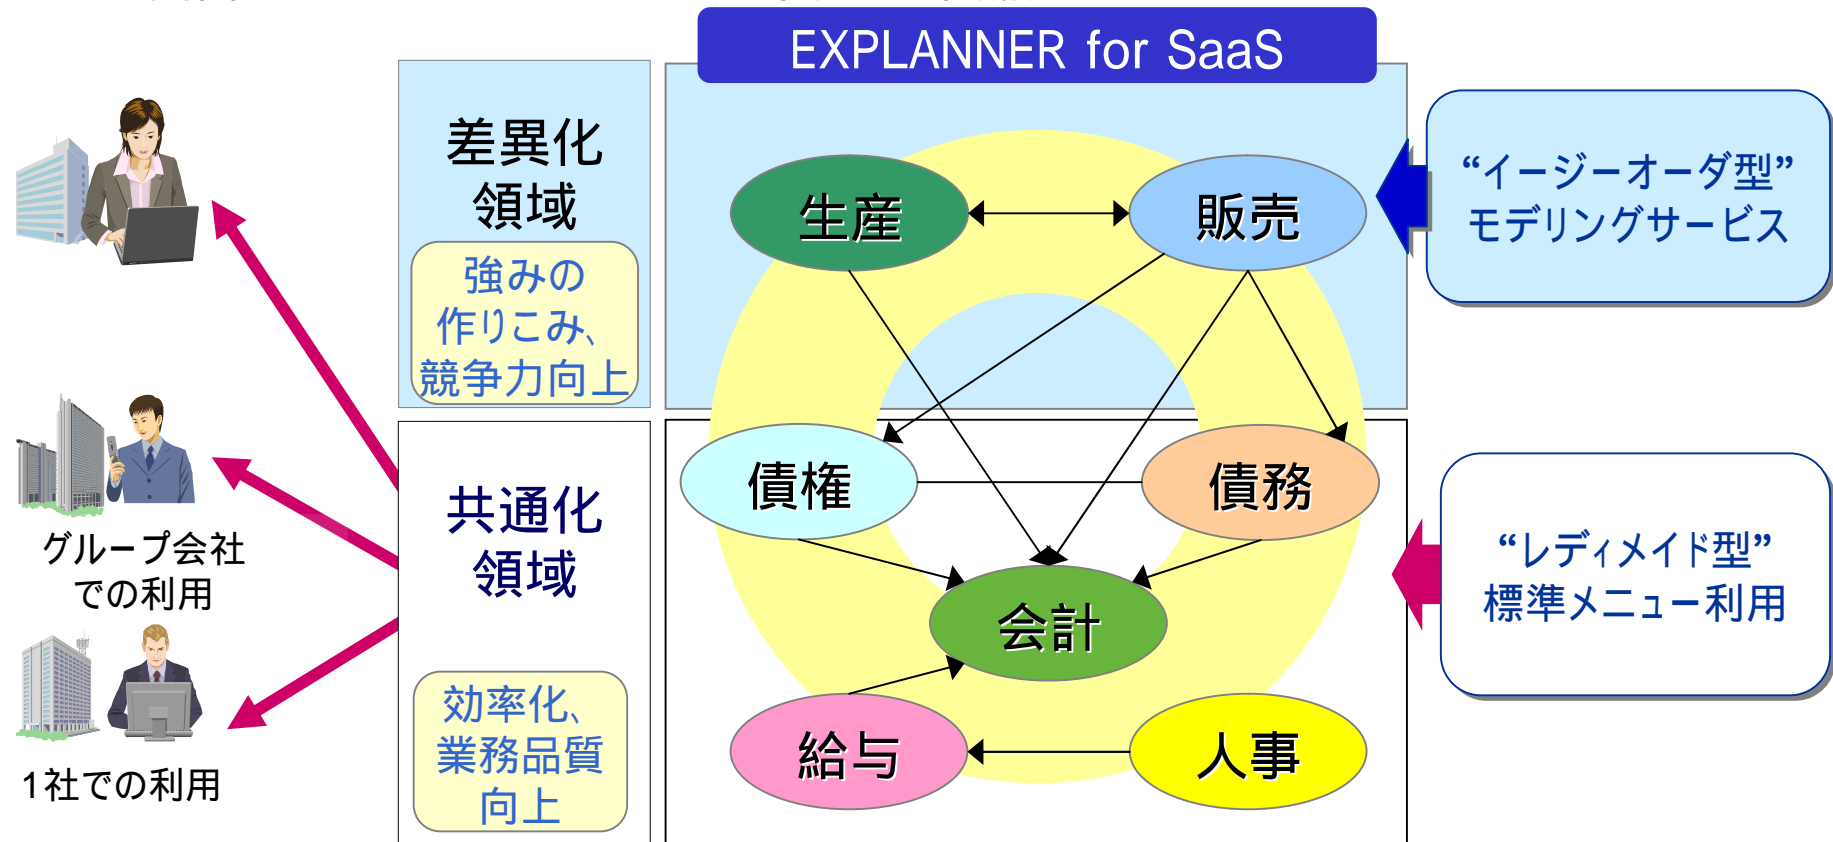 EXPLANNER for SaaS
差異化
領域
強みの
作りこみ、
競争力向上
生産
販売
“イージーオーダ型”
モデリングサービス
債権
債務
会計
給与
人事
共通化
領域
効率化、
業務品質
向上
“レディメイド型”
標準メニュー利用
グループ会社
での利用
1社での利用